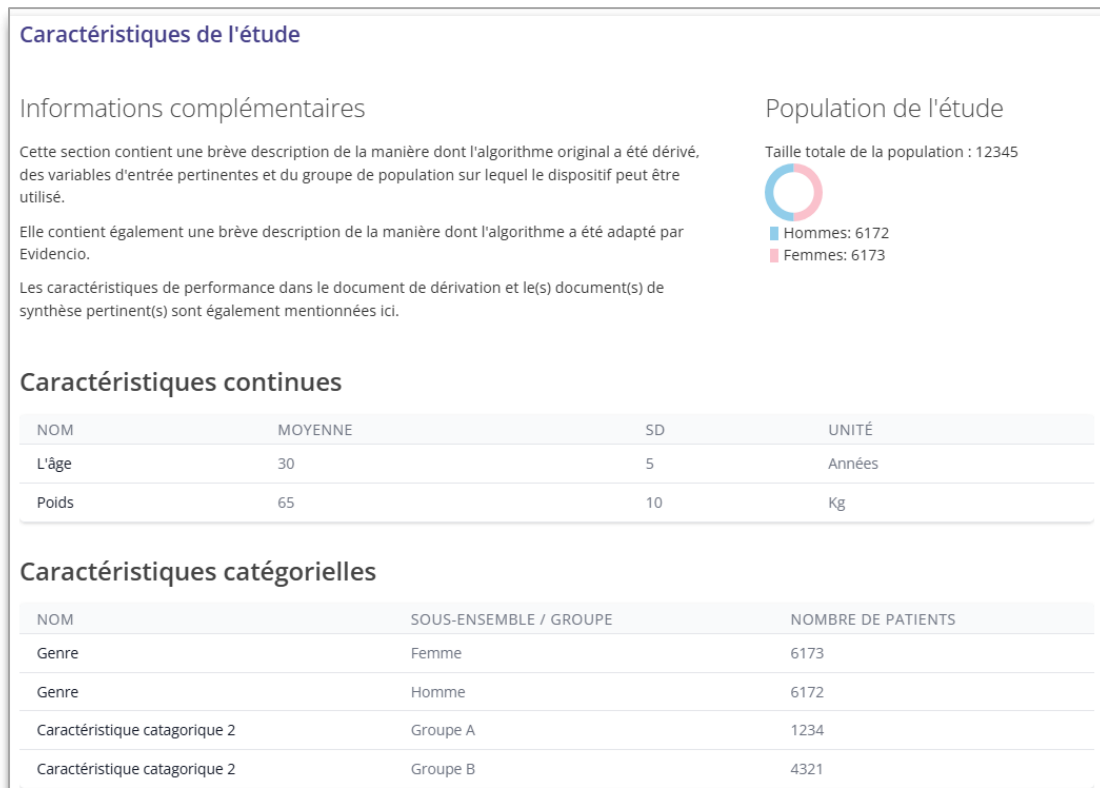 Caractéristiques de l'étude
Informations complémentaires
Cette section contient une brève description de la manière dont l'algorithme original a été dérivé,
des variables d'entrée pertinentes et du groupe de population sur lequel le dispositif peut être
utilisé.
Elle contient également une brève description de la manière dont l'algorithme a été adapté par
Evidencio.
Les caractéristiques de performance dans le document de dérivation et le(s) document(s) de
synthèse pertinent(s) sont également mentionnées ici.
Population de l'étude
Taille totale de la population : 12345
Hommes: 6172
Femmes: 6173
Caractéristiques continues
NOM MOYENNE SD UNITÉ
L'âge 30 5 Années
Poids 65 10 Kg
Caractéristiques catégorielles
NOM SOUS-ENSEMBLE / GROUPE NOMBRE DE PATIENTS
Genre Femme 6173
Genre Homme 6172
Caractéristique catagorique 2 Groupe A 1234
Caractéristique catagorique 2 Groupe B 4321